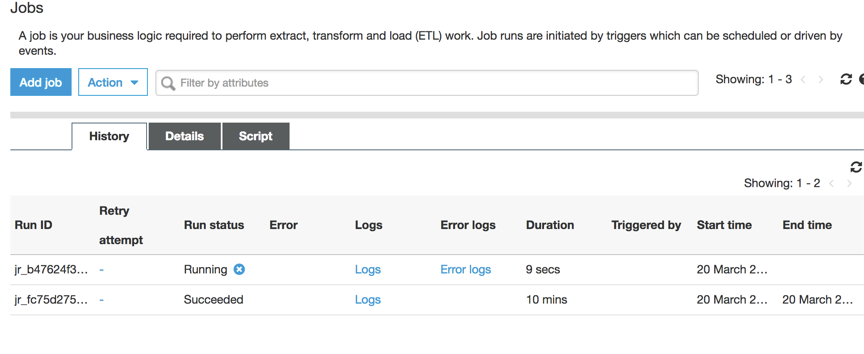 Jobs
A job is your business logic required to perform extract, transform and load (ETL) work. Job runs are initiated by triggers which can be scheduled or driven by
events.
Add job Action Filter by attributes Showing: 1 - 3
History Details Script
Showing: 1 - 2
Run ID Retry attempt Run status Error Logs Error logs Duration Triggered by Start time End time
jr_b47624f3... - Running Logs Error logs 9 secs 20 March 2...
jr_fc75d275... - Succeeded Logs 10 mins 20 March 2... 20 March 2...